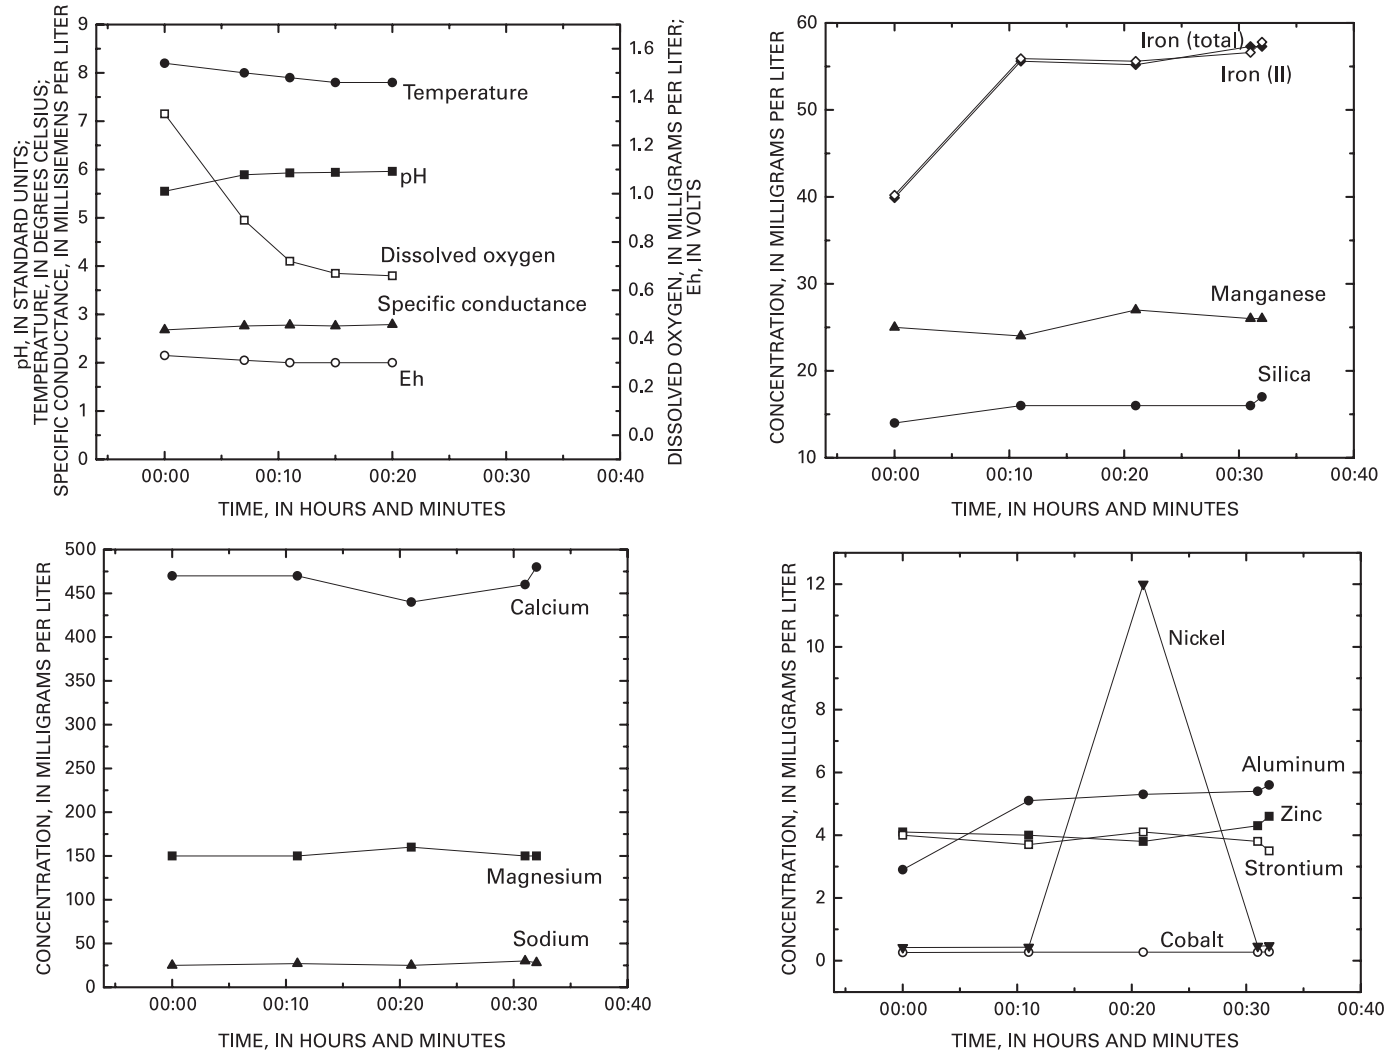 pH, IN STANDARD UNITS;
TEMPERATURE, IN DEGREES CELSIUS;
SPECIFIC CONDUCTANCE, IN MILLISIEMENS PER LITER
9
8
7
6
5
4
3
2
1
0
Temperature
pH
Dissolved oxygen
Specific conductance
Eh
1.6
1.4
1.2
1.0
0.8
0.6
0.4
0.2
0.0
DISSOLVED OXYGEN, IN MILLIGRAMS PER LITER;
Eh, IN VOLTS
00:00 00:10 00:20 00:30 00:40
TIME, IN HOURS AND MINUTES
CONCENTRATION, IN MILLIGRAMS PER LITER
60
50
40
30
20
10
Iron (total)
Iron (II)
Manganese
Silica
00:00 00:10 00:20 00:30 00:40
TIME, IN HOURS AND MINUTES
CONCENTRATION, IN MILLIGRAMS PER LITER
500
450
400
350
300
250
200
150
100
50
0
Calcium
Magnesium
Sodium
00:00 00:10 00:20 00:30 00:40
TIME, IN HOURS AND MINUTES
CONCENTRATION, IN MILLIGRAMS PER LITER
12
10
8
6
4
2
0
Nickel
Aluminum
Zinc
Strontium
Cobalt
00:00 00:10 00:20 00:30 00:40
TIME, IN HOURS AND MINUTES